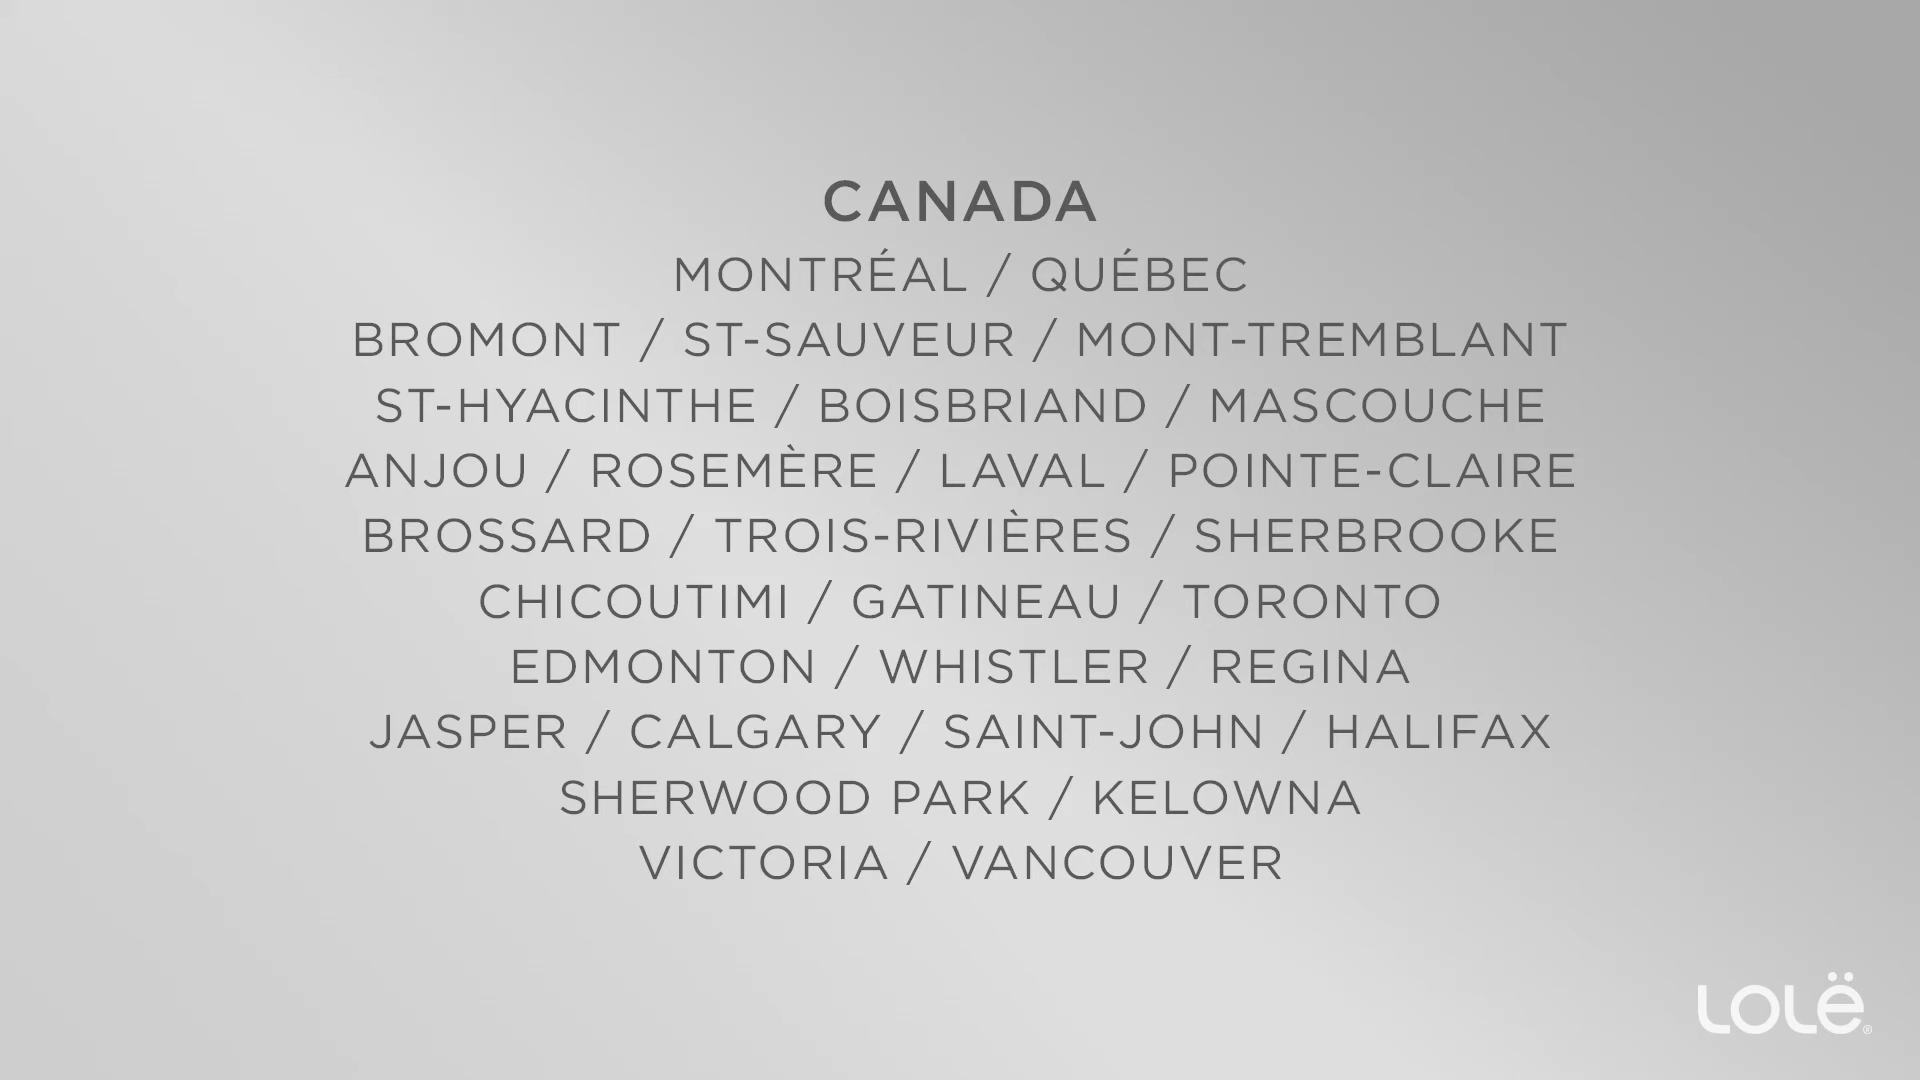 CANADA
MONTRÉAL / QUÉBEC
BROMONT / ST-SAUVEUR / MONT-TREMBLANT
ST-HYACINTHE / BOISBRIAND / MASCOUCHE
ANJOU / ROSEMÈRE / LAVAL / POINTE-CLAIRE
BROSSARD / TROIS-RIVIÈRES / SHERBROOKE
CHICOUTIMI / GATINEAU / TORONTO
EDMONTON / WHISTLER / REGINA
JASPER / CALGARY / SAINT-JOHN / HALIFAX
SHERWOOD PARK / KELOWNA
VICTORIA / VANCOUVER
LOLë®